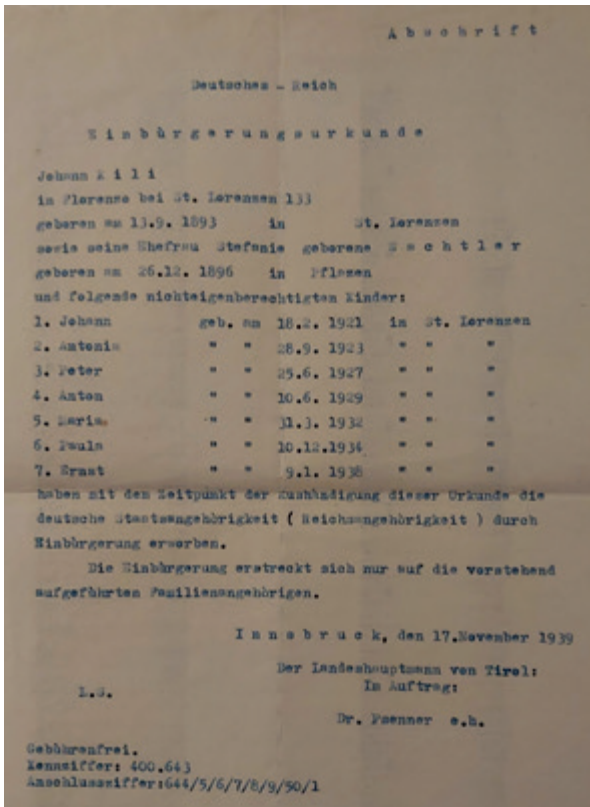 Abschrift
Deutsches - Reich
Einbürgerungsurkunde
Johann Kili
in Florenze bei St. Lorenzen 133
geboren am 13.9. 1893 in St. Lorenzen
sowie seine Ehefrau Stefanie geborene
geboren am 26.12. 1896 in Pflazen
und folgende nichteigenberechtigten Kinder:
1. Johann geb. am 18.2. 1921 in St. Lorenzen
2. Antonia " " 28.9. 1923 " " "
3. Peter " " 25.6. 1927 " " "
4. Anton " " 10.6. 1929 " " "
5. Maria " " 31.3. 1932 " " "
6. Paula " " 10.12.1934 " " "
7. Ernst " " 9.1. 1938 " " "
haben mit dem Zeitpunkt der Aushändigung dieser Urkunde die
deutsche Staatsangehörigkeit ( Reichsangehörigkeit ) durch
Einbürgerung erworben.
Die Einbürgerung erstreckt sich nur auf die vorstehend
aufgeführten Familienangehörigen.
Innsbruck, den 17.November 1939
Der Landeshauptmann von Tirol:
Im Auftrag:
L.S.
Dr. e.h.
Gebührenfrei.
Kennziffer: 400.643
Anschlussziffer:644/5/6/7/8/9/50/1